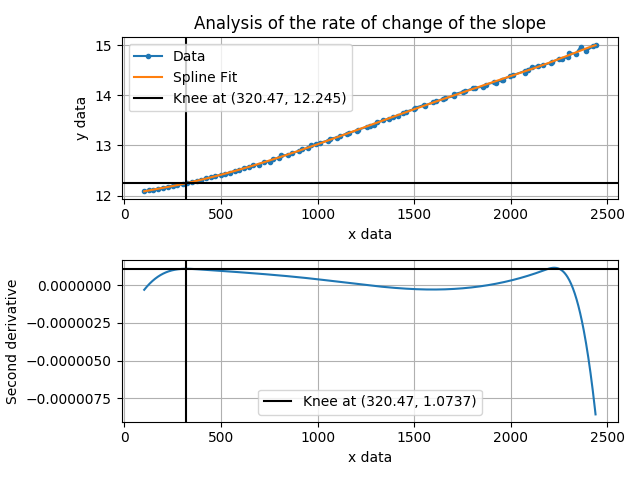 Analysis of the rate of change of the slope
15
14
13
12
y data
Data
Spline Fit
Knee at (320.47, 12.245)
0 500 1000 1500 2000 2500
x data
0.0000000
−0.0000025
−0.0000050
−0.0000075
Second derivative
Knee at (320.47, 1.0737)
0 500 1000 1500 2000 2500
x data